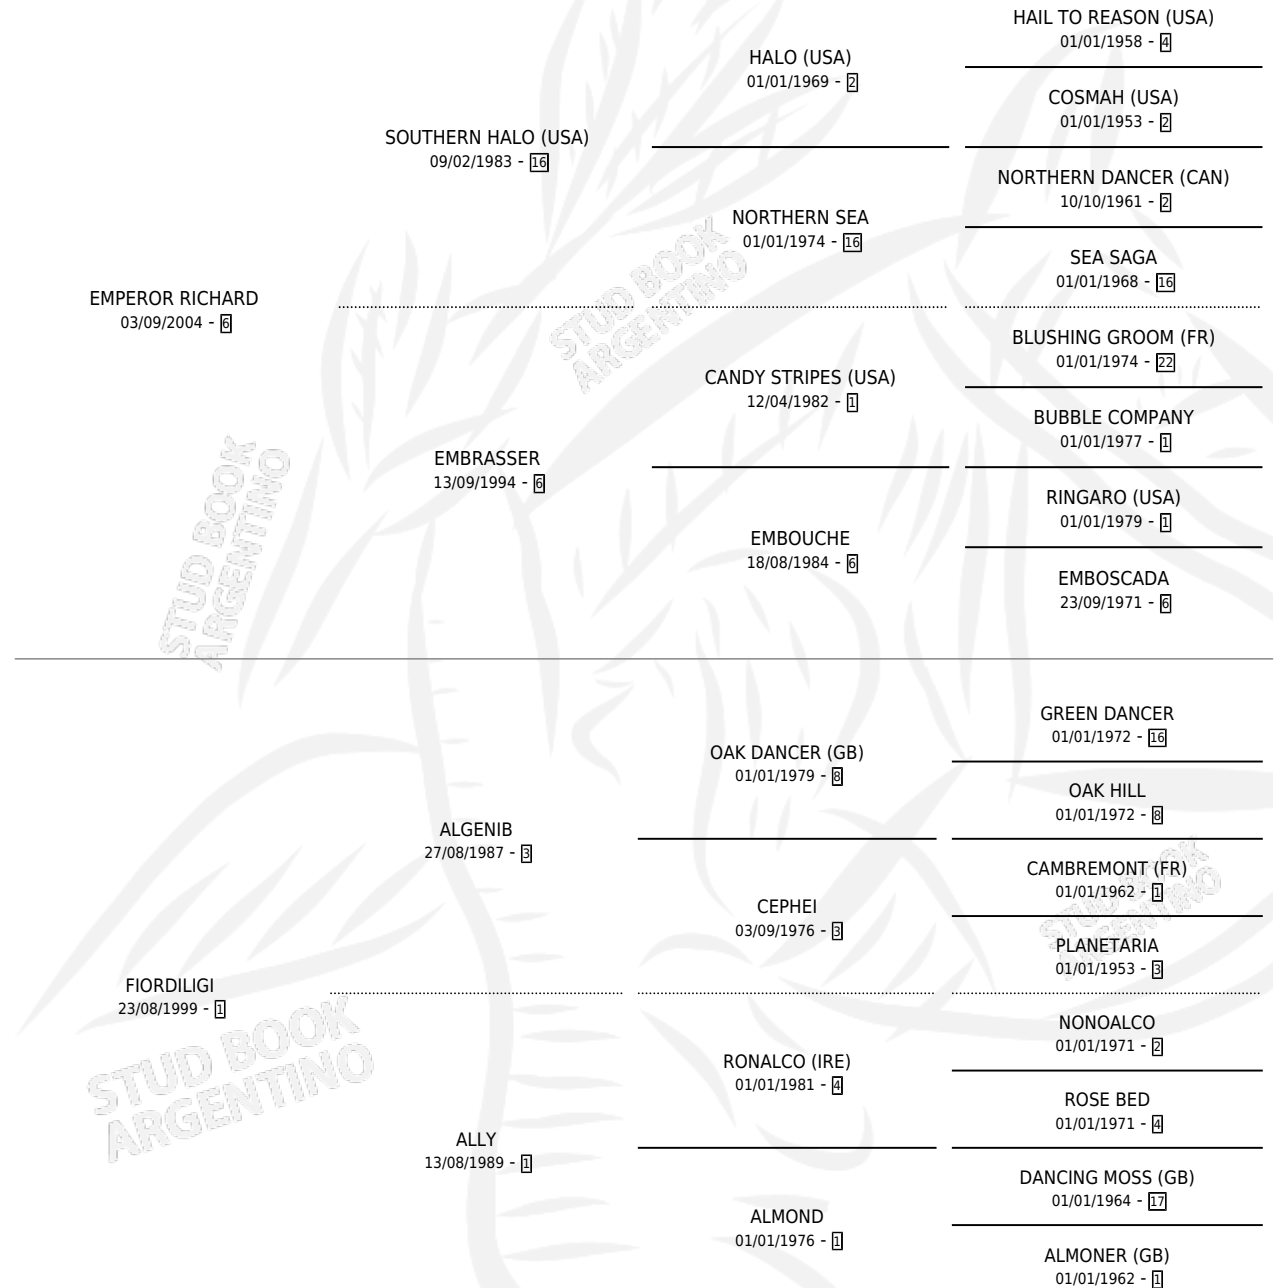 HAIL TO REASON (USA)
01/01/1958 - 4
HALO (USA)
01/01/1969 - 2
COSMAH (USA)
01/01/1953 - 2
SOUTHERN HALO (USA)
09/02/1983 - 16
NORTHERN DANCER (CAN)
10/10/1961 - 2
NORTHERN SEA
01/01/1974 - 16
SEA SAGA
01/01/1968 - 16
EMPEROR RICHARD
03/09/2004 - 6
BLUSHING GROOM (FR)
01/01/1974 - 22
CANDY STRIPES (USA)
12/04/1982 - 1
BUBBLE COMPANY
01/01/1977 - 1
EMBRASSER
13/09/1994 - 6
RINGARO (USA)
01/01/1979 - 1
EMBOUCHE
18/08/1984 - 6
EMBOSCADA
23/09/1971 - 6
STUD BOOK
ARGENTINO
STUD BOOK
ARGENTINO
GREEN DANCER
01/01/1972 - 16
OAK DANCER (GB)
01/01/1979 - 8
OAK HILL
01/01/1972 - 8
ALGENIB
27/08/1987 - 3
CAMBREMONT (FR)
01/01/1962 - 1
CEPHEI
03/09/1976 - 3
PLANETARIA
01/01/1953 - 3
FIORDILIGI
23/08/1999 - 1
NONOALCO
01/01/1971 - 2
RONALCO (IRE)
01/01/1981 - 4
ROSE BED
01/01/1971 - 4
ALLY
13/08/1989 - 1
DANCING MOSS (GB)
01/01/1964 - 17
ALMOND
01/01/1976 - 1
ALMONER (GB)
01/01/1962 - 1
STUD BOOK
ARGENTINO
STUD BOOK
ARGENTINO